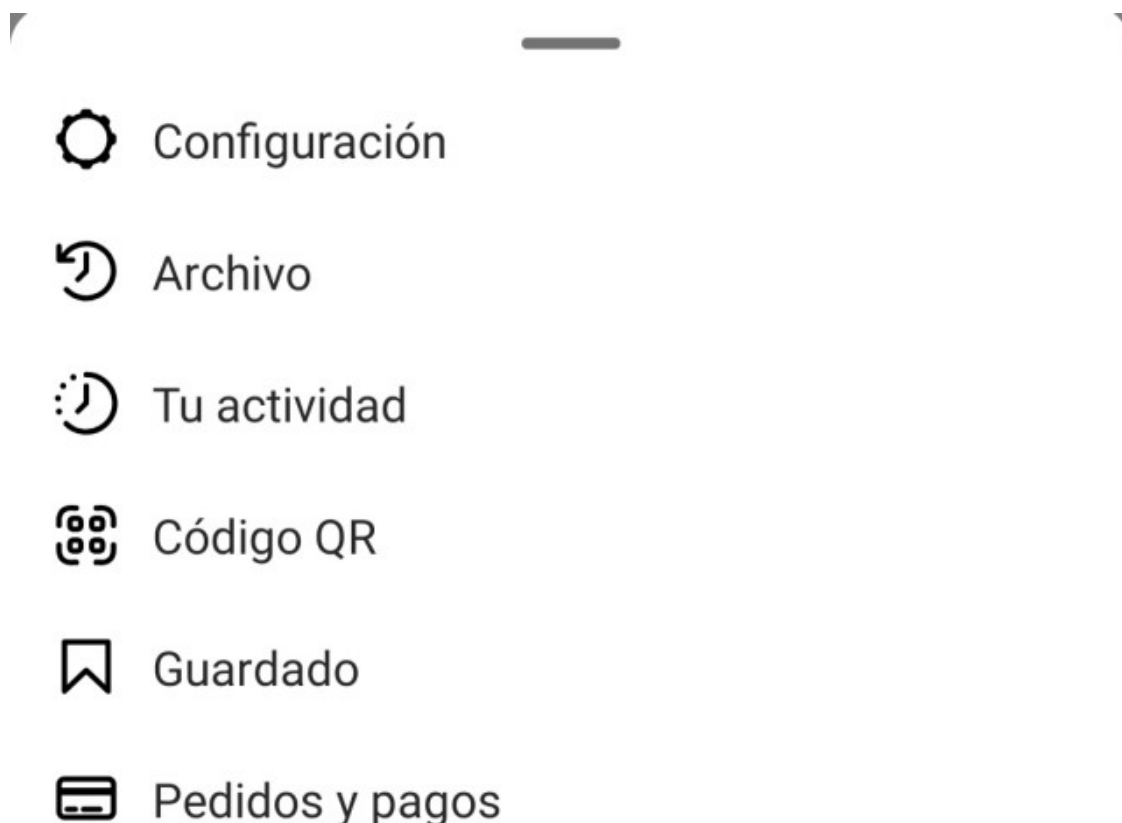 Configuración
Archivo
Tu actividad
Código QR
Guardado
Pedidos y pagos